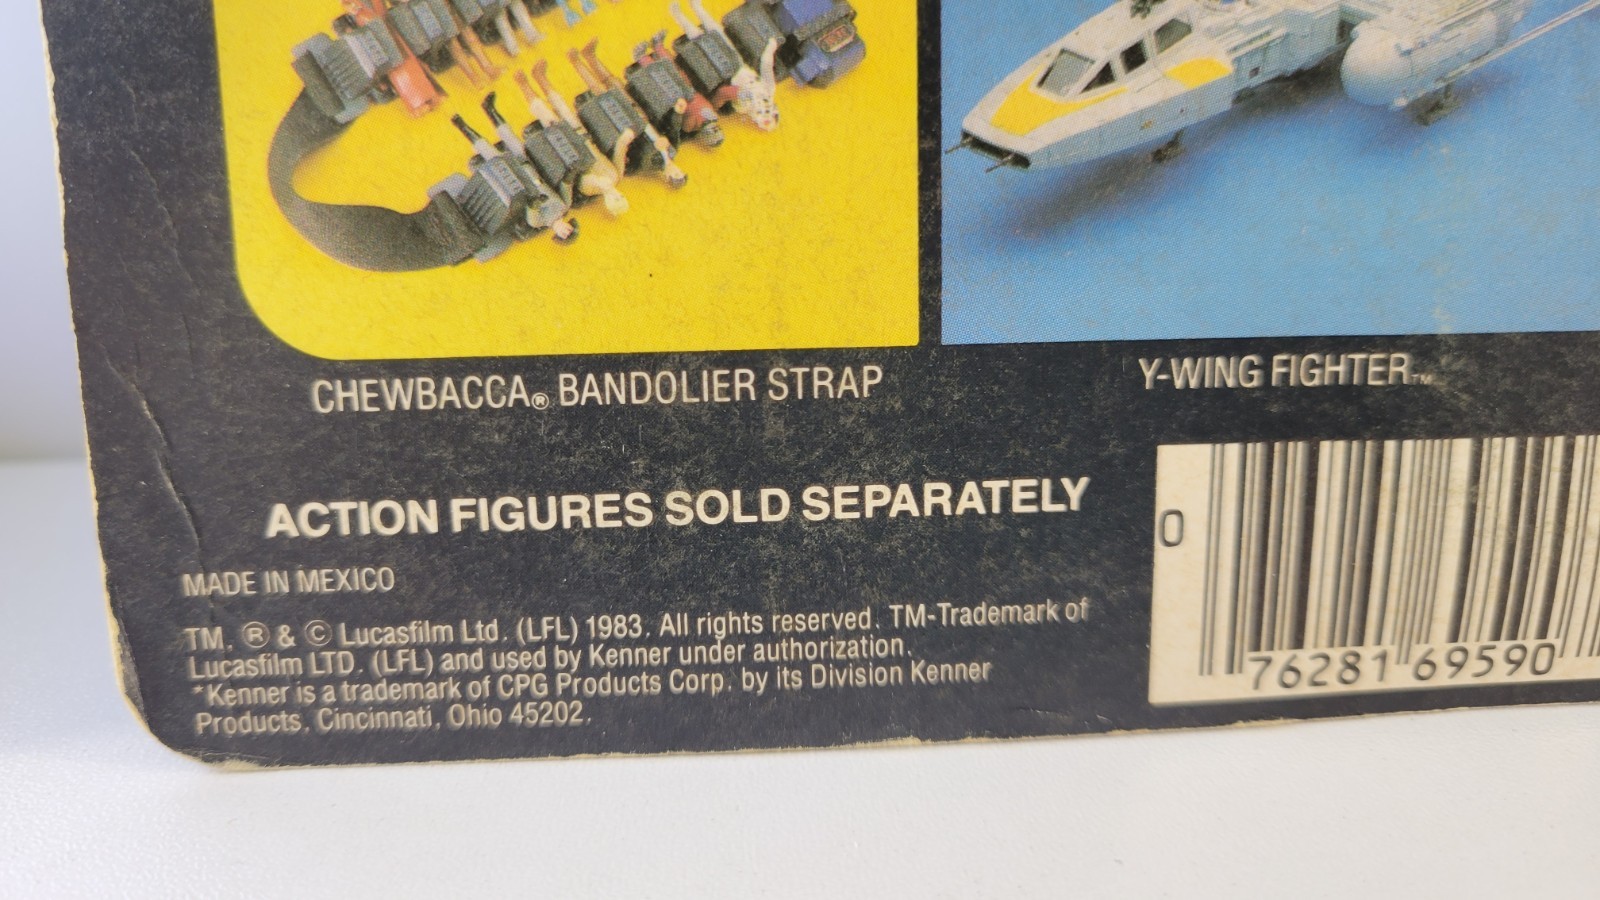 CHEWBACCA® BANDOLIER STRAP
Y-WING FIGHTER™
ACTION FIGURES SOLD SEPARATELY
MADE IN MEXICO
TM, ® & © Lucasfilm Ltd. (LFL) 1983. All rights reserved. TM-Trademark of
Lucasfilm LTD. (LFL) and used by Kenner under authorization.
*Kenner is a trademark of CPG Products Corp. by its Division Kenner
Products, Cincinnati, Ohio 45202.
0 76281 69590